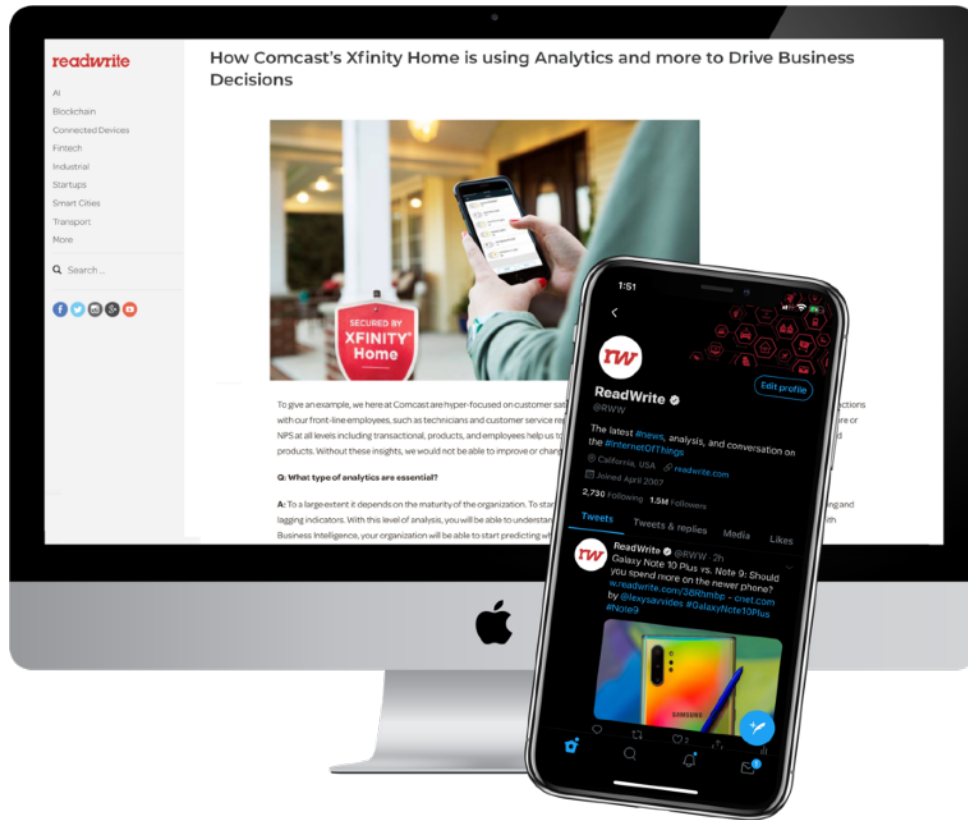 readwrite
AI
Blockchain
Connected Devices
Fintech
Industrial
Startups
Smart Cities
Transport
More
Search ...
How Comcast's Xfinity Home is using Analytics and more to Drive Business
Decisions
SECURED BY
XFINITY
Home
To give an example, we here at Comcast are hyper-focused on customer
with our front-line employees, such as technicians and customer service
NPS at all levels including transactional, products, and employees help us to
products. Without these insights, we would not be able to improve or
Q: What type of analytics are essential?
A: To a large extent it depends on the maturity of the organization. To
and
lagging indicators. With this level of analysis, you will be able to
Business Intelligence, your organization will be able to start predicting
1:51
rw
Edit profile
ReadWrite
@RWW
The latest #news, analysis, and conversation on
the #InternetOfThings
California, USA readwrite.com
Joined April 2007
2,730 Following 1.5M Followers
Tweets Tweets & replies Media Likes
rw
ReadWrite @RWW · 2h
Galaxy Note 10 Plus vs. Note 9: Should
you spend more on the newer phone?
w.readwrite.com/38Rhmbp - cnet.com
by @lexysavvides #GalaxyNote10Plus
#Note9
SAMSUNG
2